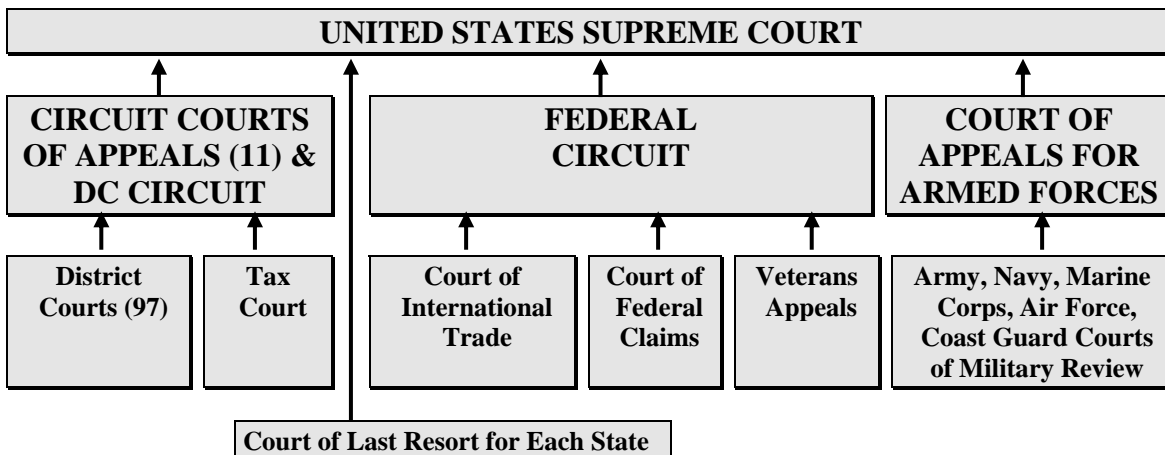 UNITED STATES SUPREME COURT
CIRCUIT COURTS
OF APPEALS (11) &
DC CIRCUIT
FEDERAL
CIRCUIT
COURT OF
APPEALS FOR
ARMED FORCES
District
Courts (97)
Tax
Court
Court of
International
Trade
Court of
Federal
Claims
Veterans
Appeals
Army, Navy, Marine
Corps, Air Force,
Coast Guard Courts
of Military Review
Court of Last Resort for Each State